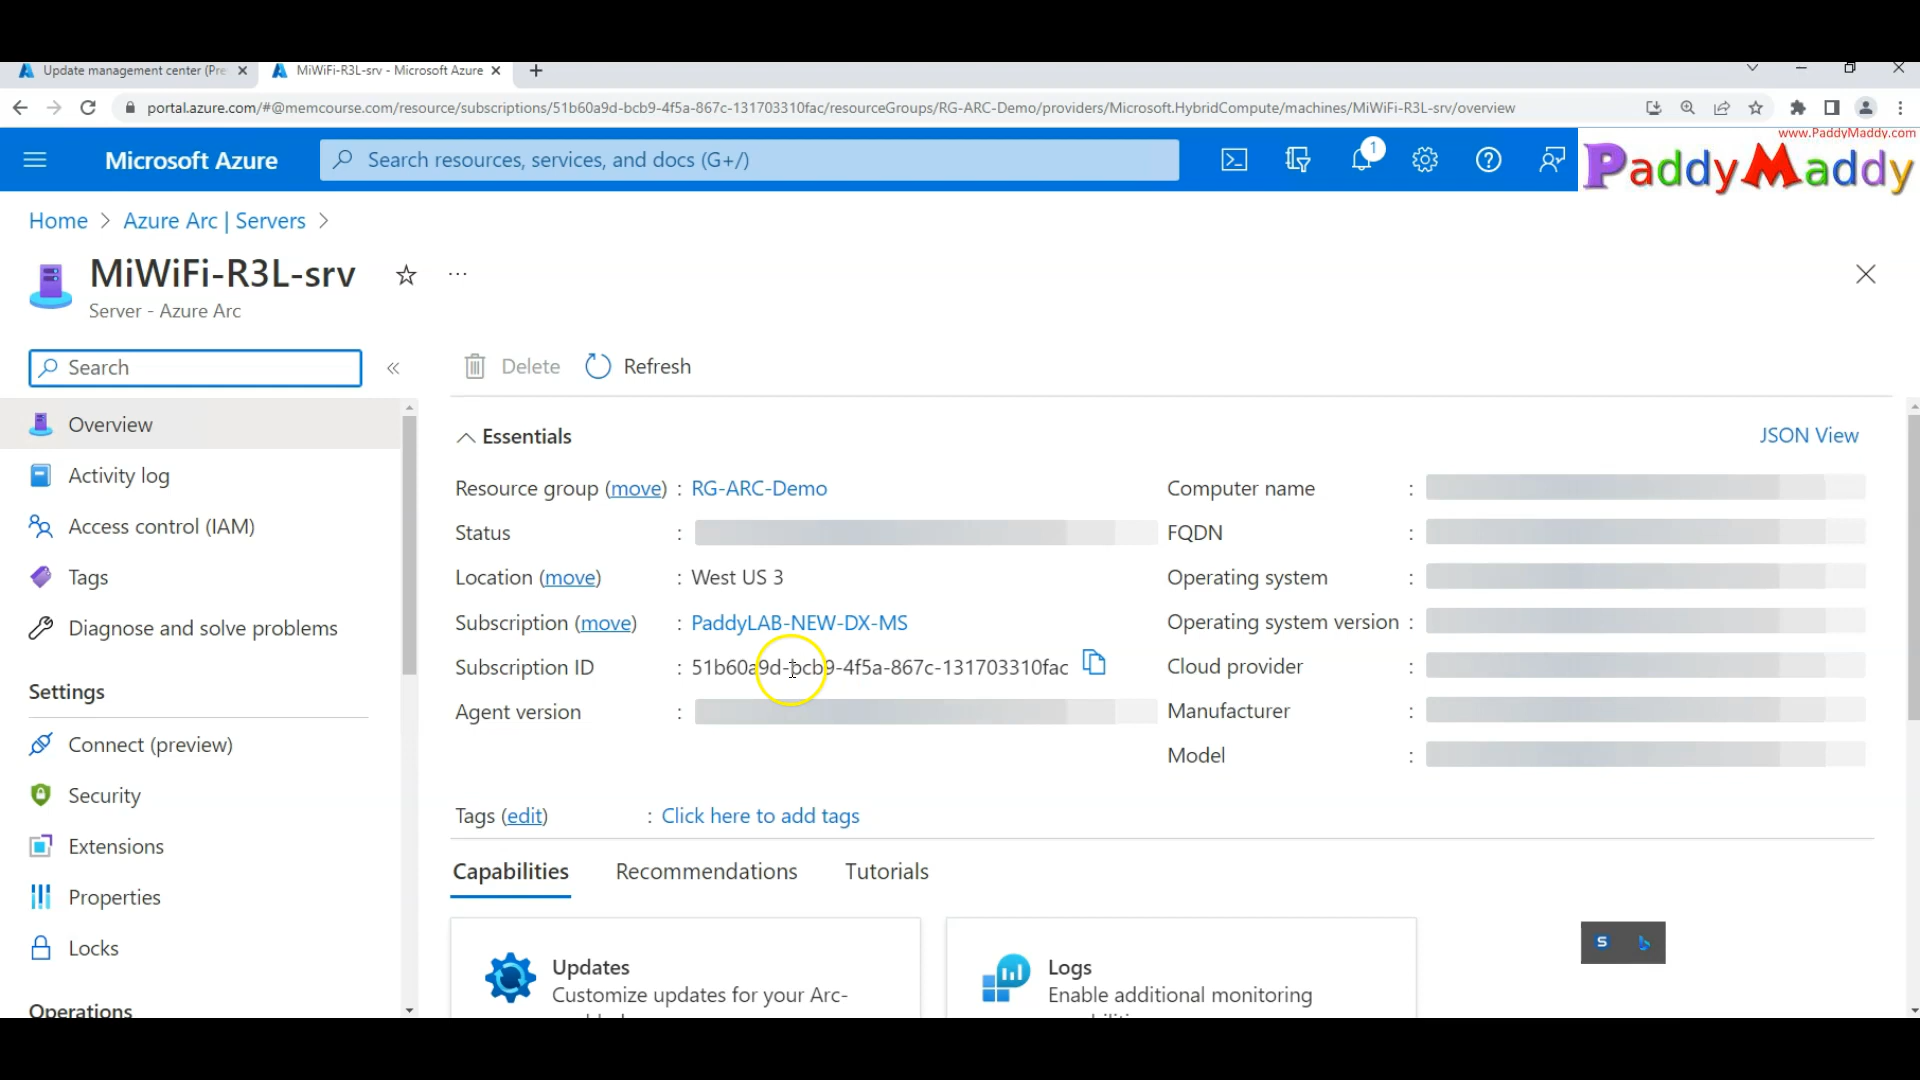 Update management center (Pre
MiWiFi-R3L-srv - Microsoft Azure
portal.azure.com/#@memcourse.com/resource/subscriptions/51b60a9d-bcb9-4f5a-867c-131703310fac/resourceGroups/RG-ARC-Demo/providers/Microsoft.HybridCompute/machines/MiWiFi-R3L-srv/overview
www.PaddyMaddy.com
Microsoft Azure
Search resources, services, and docs (G+/)
1
PaddyMaddy
Home > Azure Arc | Servers >
MiWiFi-R3L-srv
Server - Azure Arc
Search
Delete
Refresh
Overview
Activity log
Access control (IAM)
Tags
Diagnose and solve problems
Settings
Connect (preview)
Security
Extensions
Properties
Locks
Operations
Essentials
JSON View
Resource group (move) : RG-ARC-Demo
Status :
Location (move) : West US 3
Subscription (move) : PaddyLAB-NEW-DX-MS
Subscription ID : 51b60a9d-bcb9-4f5a-867c-131703310fac
Agent version :
Computer name :
FQDN :
Operating system :
Operating system version :
Cloud provider :
Manufacturer :
Model :
Tags (edit) : Click here to add tags
Capabilities
Recommendations
Tutorials
Updates
Customize updates for your Arc-
Logs
Enable additional monitoring
S